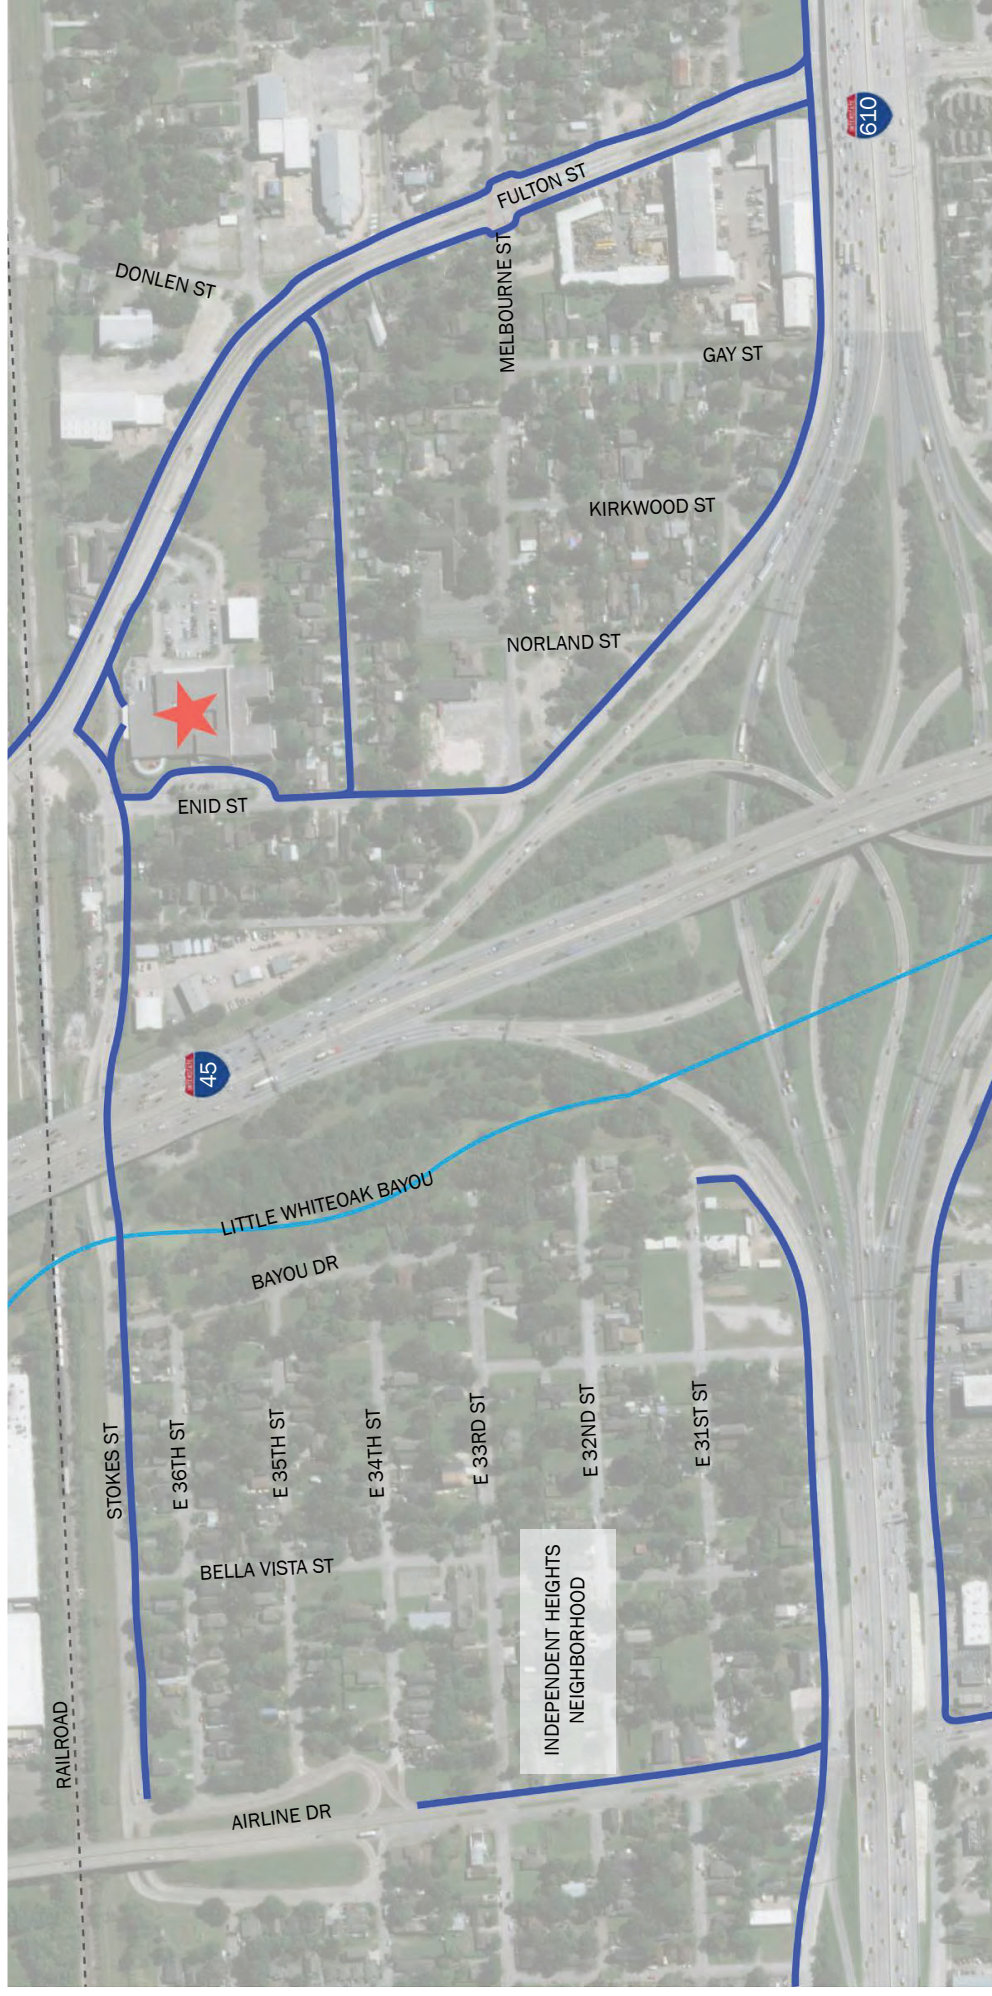 RAILROAD
STOKES ST
E 36TH ST
E 35TH ST
E 34TH ST
E 33RD ST
E 32ND ST
E 31ST ST
AIRLINE DR
BELLA VISTA ST
BAYOU DR
LITTLE WHITEOAK BAYOU
INDEPENDENT HEIGHTS
NEIGHBORHOOD
45
ENID ST
NORLAND ST
KIRKWOOD ST
GAY ST
MELBOURNE ST
FULTON ST
DONLEN ST
610